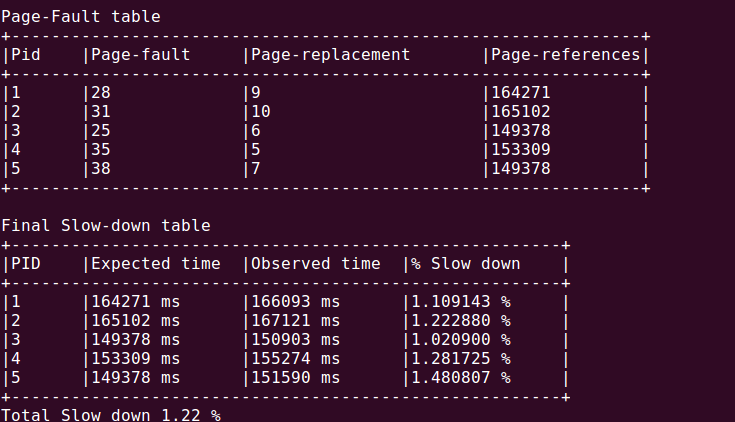 Page-Fault table
+---------------------------------------------------------------+
|Pid    |Page-fault     |Page-replacement       |Page-references|
+---------------------------------------------------------------+
|1      |28             |9                      |164271         |
|2      |31             |10                     |165102         |
|3      |25             |6                      |149378         |
|4      |35             |5                      |153309         |
|5      |38             |7                      |149378         |
+---------------------------------------------------------------+
Final Slow-down table
+-------------------------------------------------------+
|PID    |Expected time  |Observed time  |% Slow down    |
+-------------------------------------------------------+
|1      |164271 ms      |166093 ms      |1.109143 %     |
|2      |165102 ms      |167121 ms      |1.222880 %     |
|3      |149378 ms      |150903 ms      |1.020900 %     |
|4      |153309 ms      |155274 ms      |1.281725 %     |
|5      |149378 ms      |151590 ms      |1.480807 %     |
+-------------------------------------------------------+
Total Slow down 1.22 %